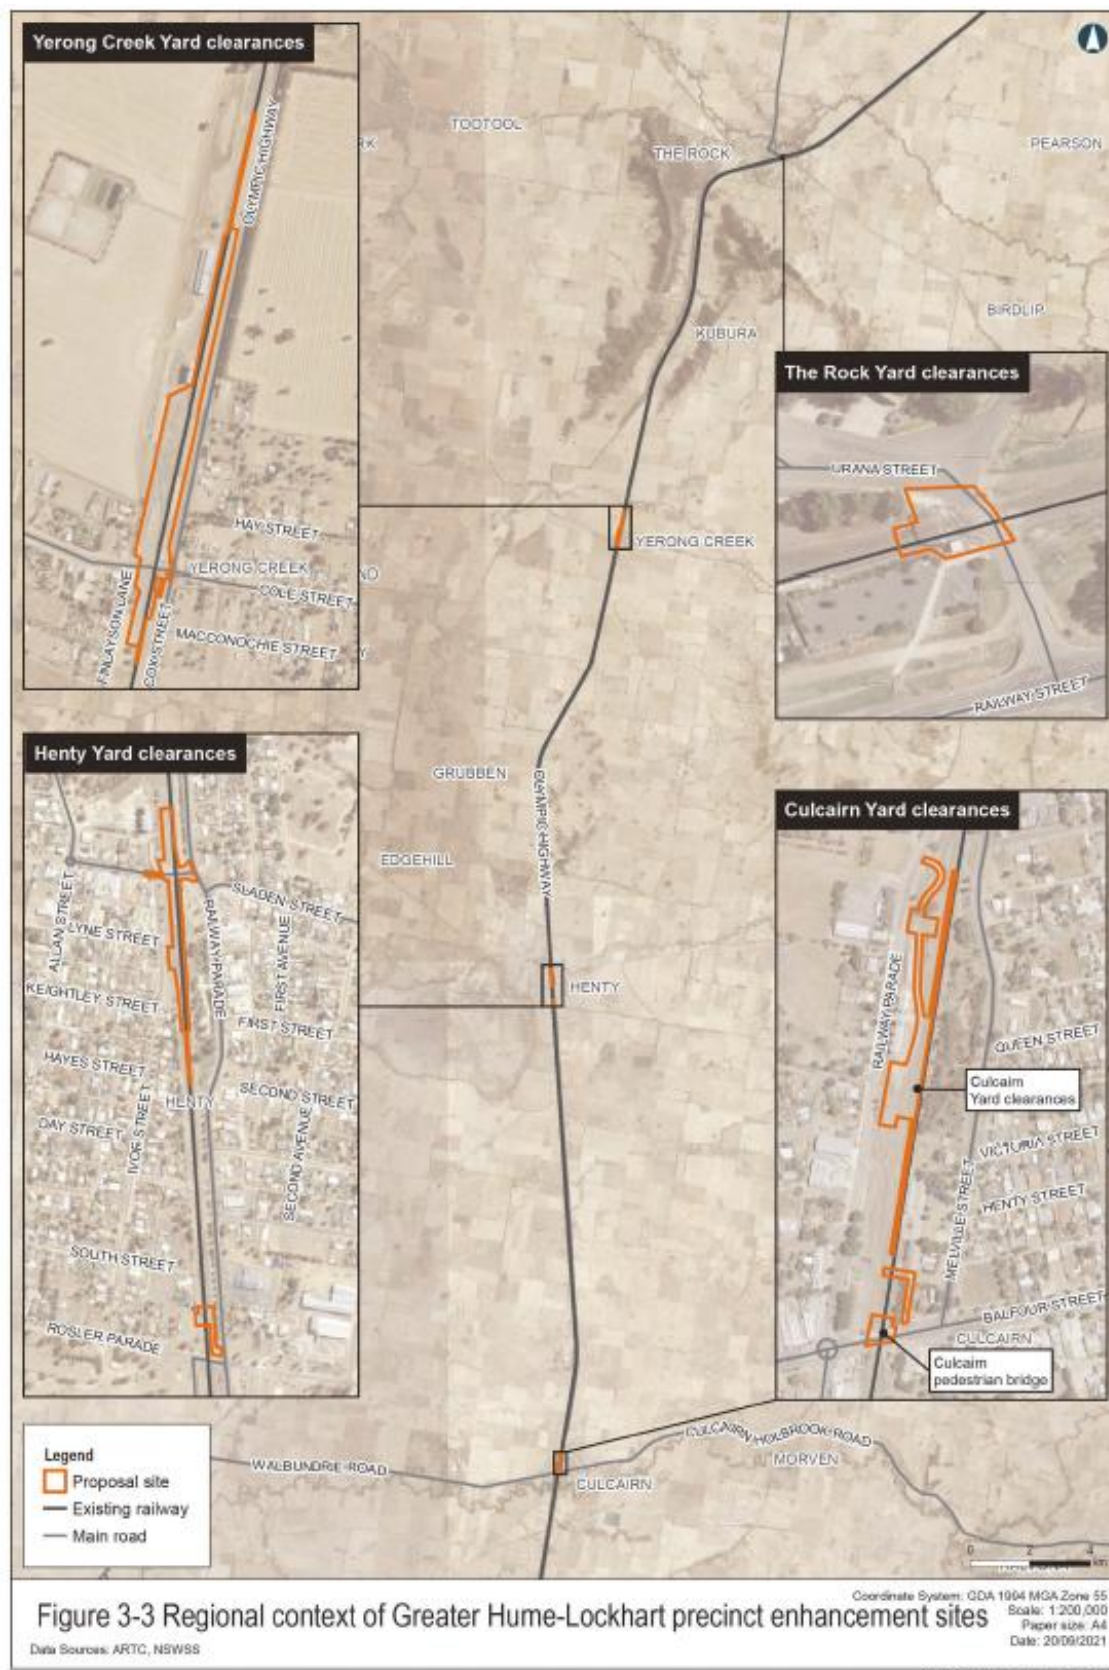 Yerong Creek Yard clearances
OLYMPIC HIGHWAY
HAY STREET
YERONG CREEK
COLE STREET
FINLAYSON LANE
COX STREET
MACCONOCHIE STREET
TOOTOOL
THE ROCK
PEARSON
BIRDLIP
KUBURA
The Rock Yard clearances
URANA STREET
RAILWAY STREET
YERONG CREEK
Henty Yard clearances
ALLAN STREET
SLADEN STREET
LYNE STREET
RAILWAY PARADE
FIRST AVENUE
KEIGHTLEY STREET
FIRST STREET
HAYES STREET
SECOND STREET
HENTY
DAY STREET
IVOR STREET
SECOND AVENUE
SOUTH STREET
ROSLER PARADE
GRUBBEN
OLYMPIC HIGHWAY
EDGEHILL
HENTY
Culcairn Yard clearances
RAILWAY PARADE
QUEEN STREET
Culcairn
Yard clearances
VICTORIA STREET
HENTY STREET
MELVILLE STREET
BALFOUR STREET
CULCAIRN
Culcairn
pedestrian bridge
WALBUNDRIE ROAD
CULCAIRN HOLBROOK ROAD
MORVEN
CULCAIRN
Legend
Proposal site
Existing railway
Main road
0 2 4
km
Figure 3-3 Regional context of Greater Hume-Lockhart precinct enhancement sites
Data Sources: ARTC, NSWSS
Coordinate System: GDA 1994 MGA Zone 55
Scale: 1:200,000
Paper size: A4
Date: 20/09/2021